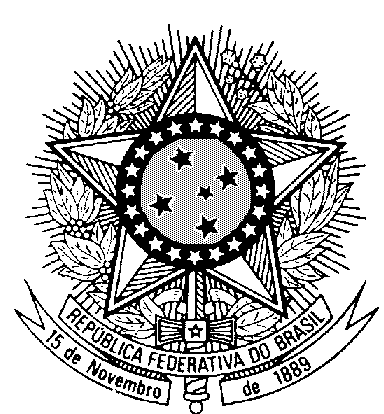 REPÚBLICA FEDERATIVA DO BRASIL
15 de Novembro de 1889